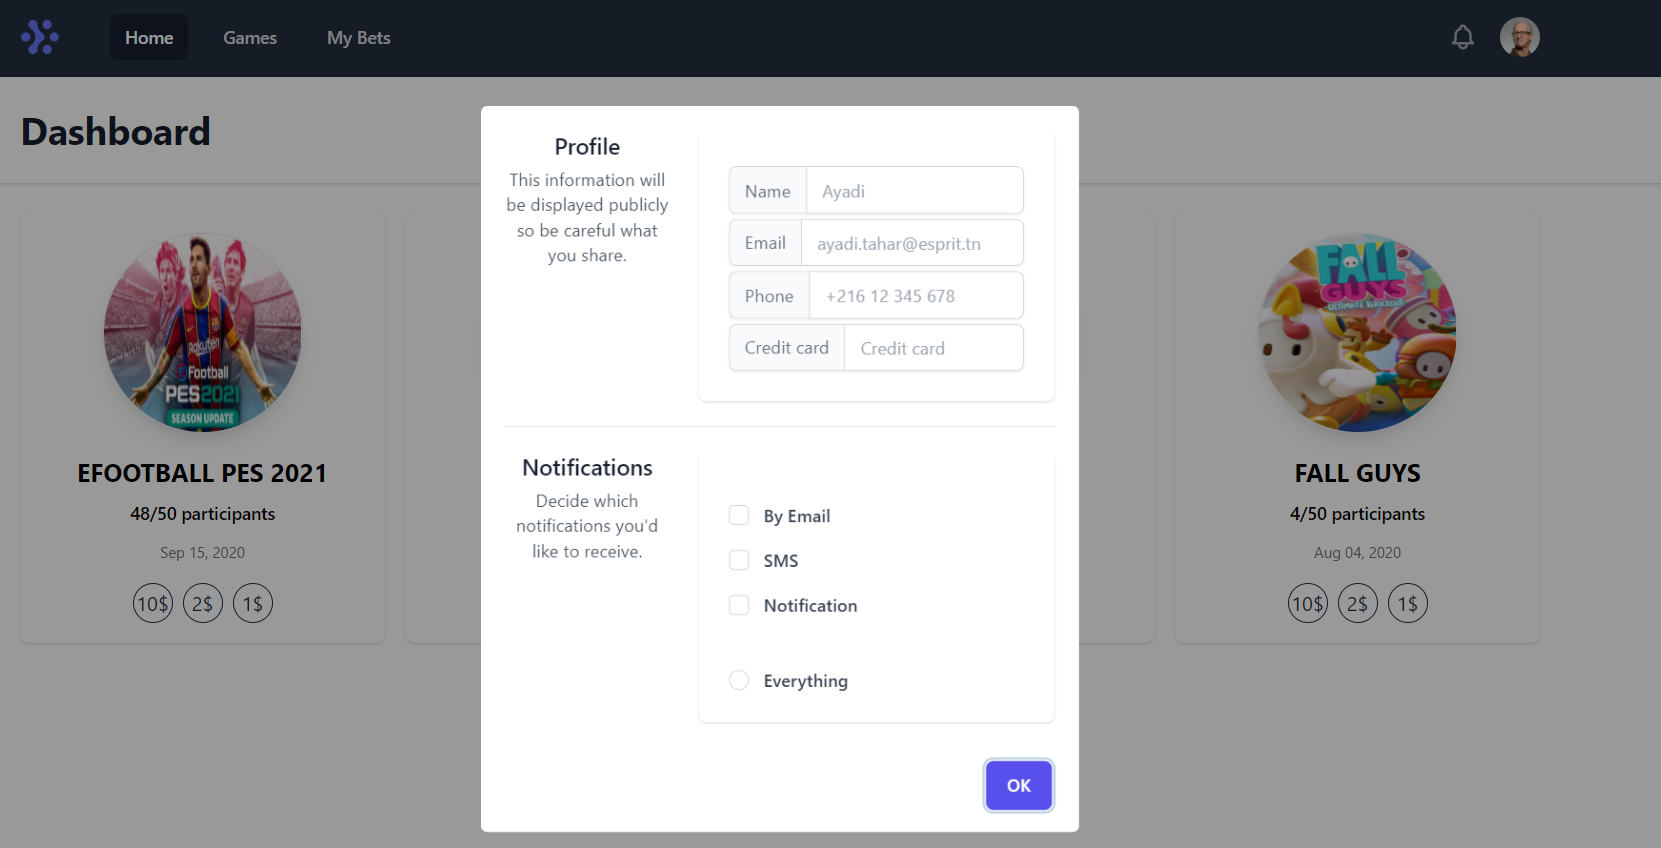 Home
Games
My Bets
Dashboard
Profile
This information will
be displayed publicly
so be careful what
you share.
Name
Ayadi
Email
ayadi.tahar@esprit.tn
Phone
+216 12 345 678
Credit card
Credit card
Notifications
Decide which
notifications you'd
like to receive.
By Email
SMS
Notification
Everything
OK
Rakuten
eFootball
PES2021
SEASON UPDATE
EFOOTBALL PES 2021
48/50 participants
Sep 15, 2020
10$
2$
1$
FALL
GUYS
ULTIMATE KNOCKOUT
FALL GUYS
4/50 participants
Aug 04, 2020
10$
2$
1$